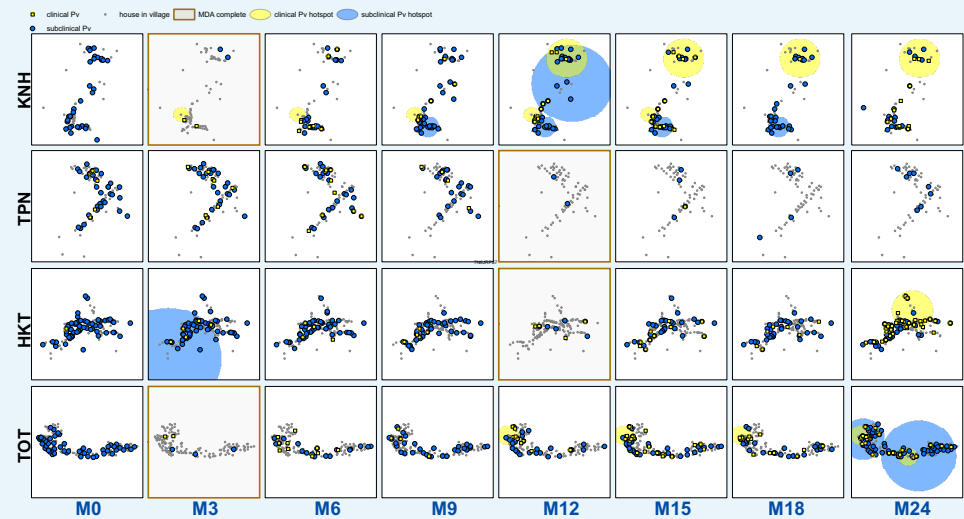 clinical Pv house in village MDA complete clinical Pv hotspot subclinical Pv hotspot
subclinical Pv
KNH
TPN
HKT
TOT
M0 M3 M6 M9 M12 M15 M18 M24